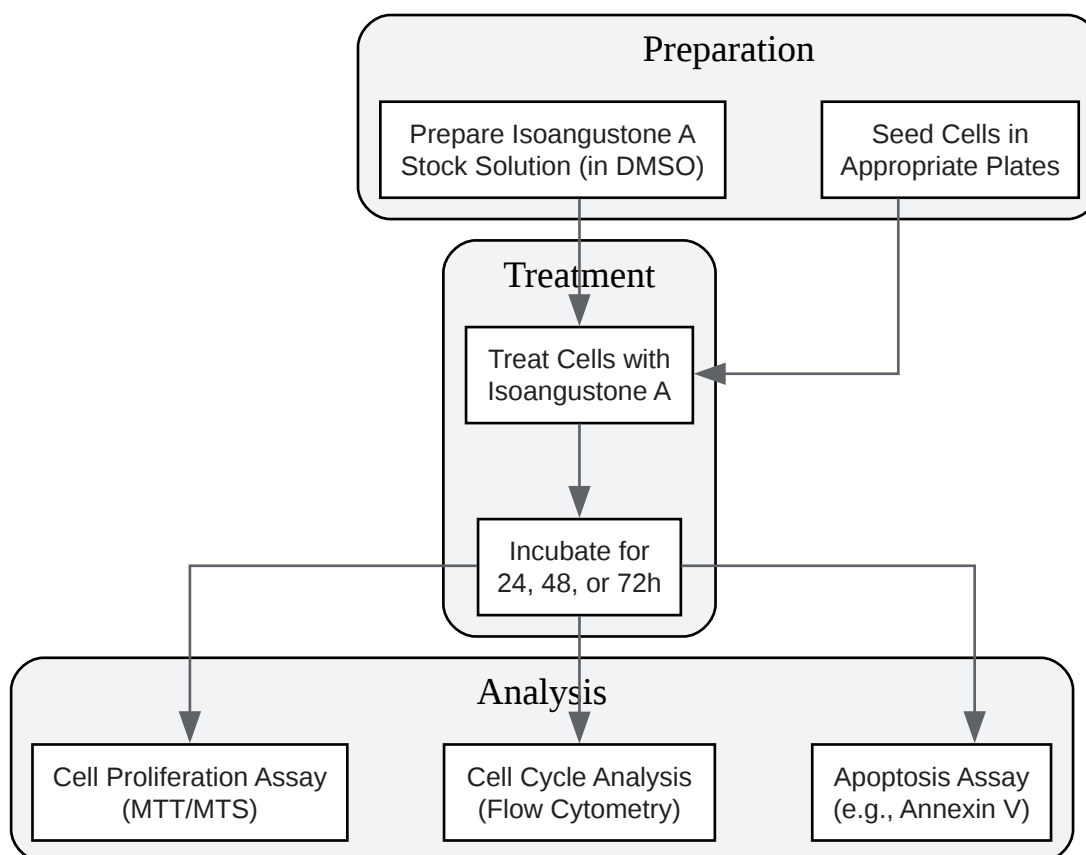 Preparation
Prepare Isoangustone A
Stock Solution (in DMSO)
Seed Cells in
Appropriate Plates
Treatment
Treat Cells with
Isoangustone A
Incubate for
24, 48, or 72h
Analysis
Cell Proliferation Assay
(MTT/MTS)
Cell Cycle Analysis
(Flow Cytometry)
Apoptosis Assay
(e.g., Annexin V)